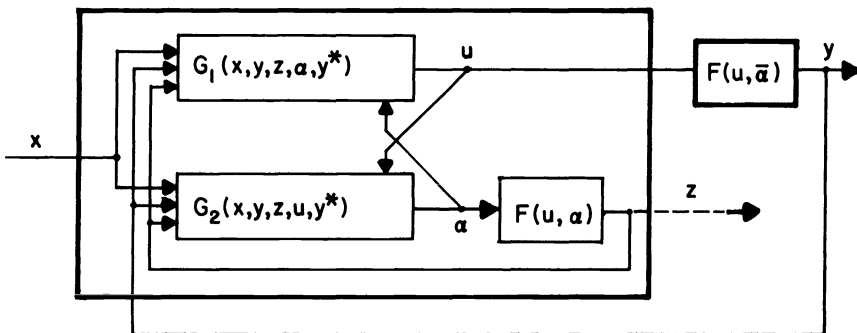 G₁(x,y,z,α,y*)
u
F(u,ᾱ)
y
x
G₂(x,y,z,u,y*)
α
F(u,α)
z